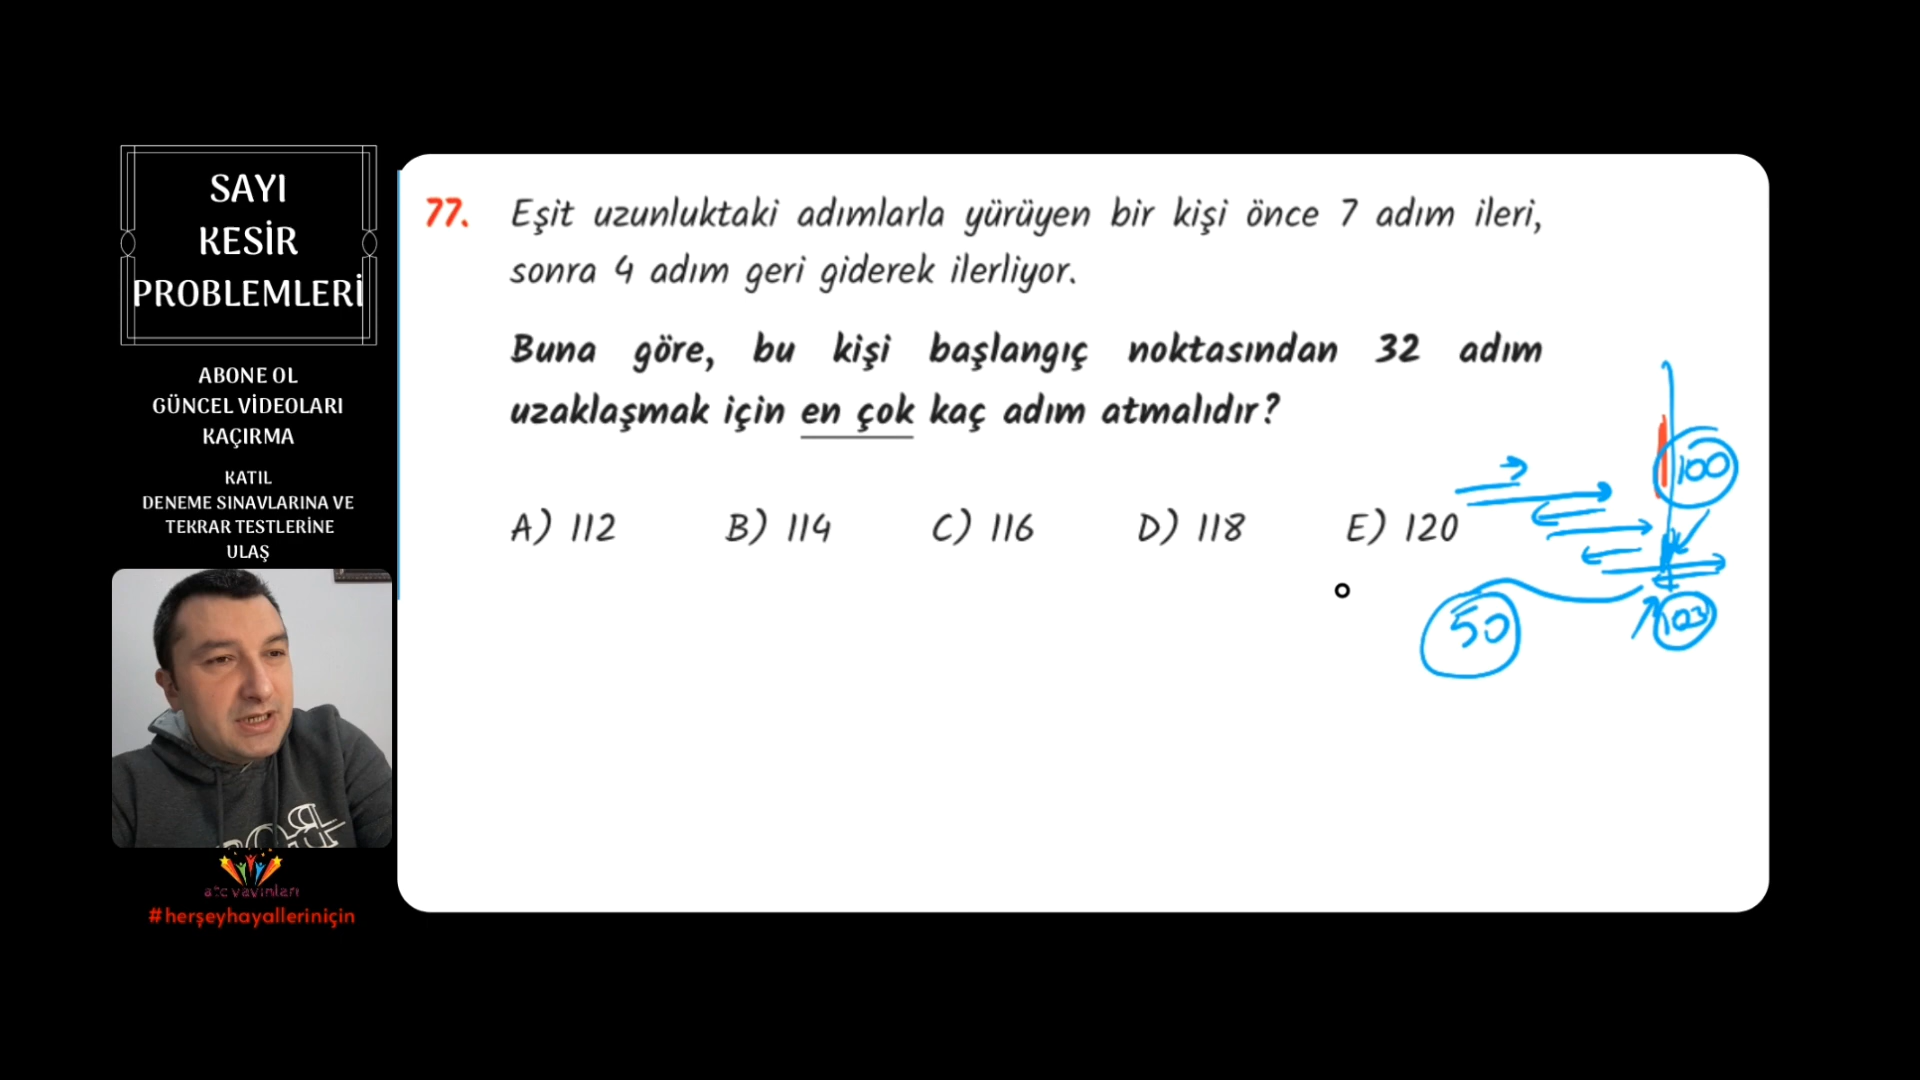 SAYI
KESİR
PROBLEMLERİ
ABONE OL
GÜNCEL VİDEOLARI
KAÇIRMA
KATIL
DENEME SINAVLARINA VE
TEKRAR TESTLERİNE
ULAŞ
atc yayınları
#herşeyhayalleriniçin
77. Eşit uzunluktaki adımlarla yürüyen bir kişi önce 7 adım ileri,
sonra 4 adım geri giderek ilerliyor.
Buna göre, bu kişi başlangıç noktasından 32 adım
uzaklaşmak için en çok kaç adım atmalıdır?
A) 112 B) 114 C) 116 D) 118 E) 120
100
50
103